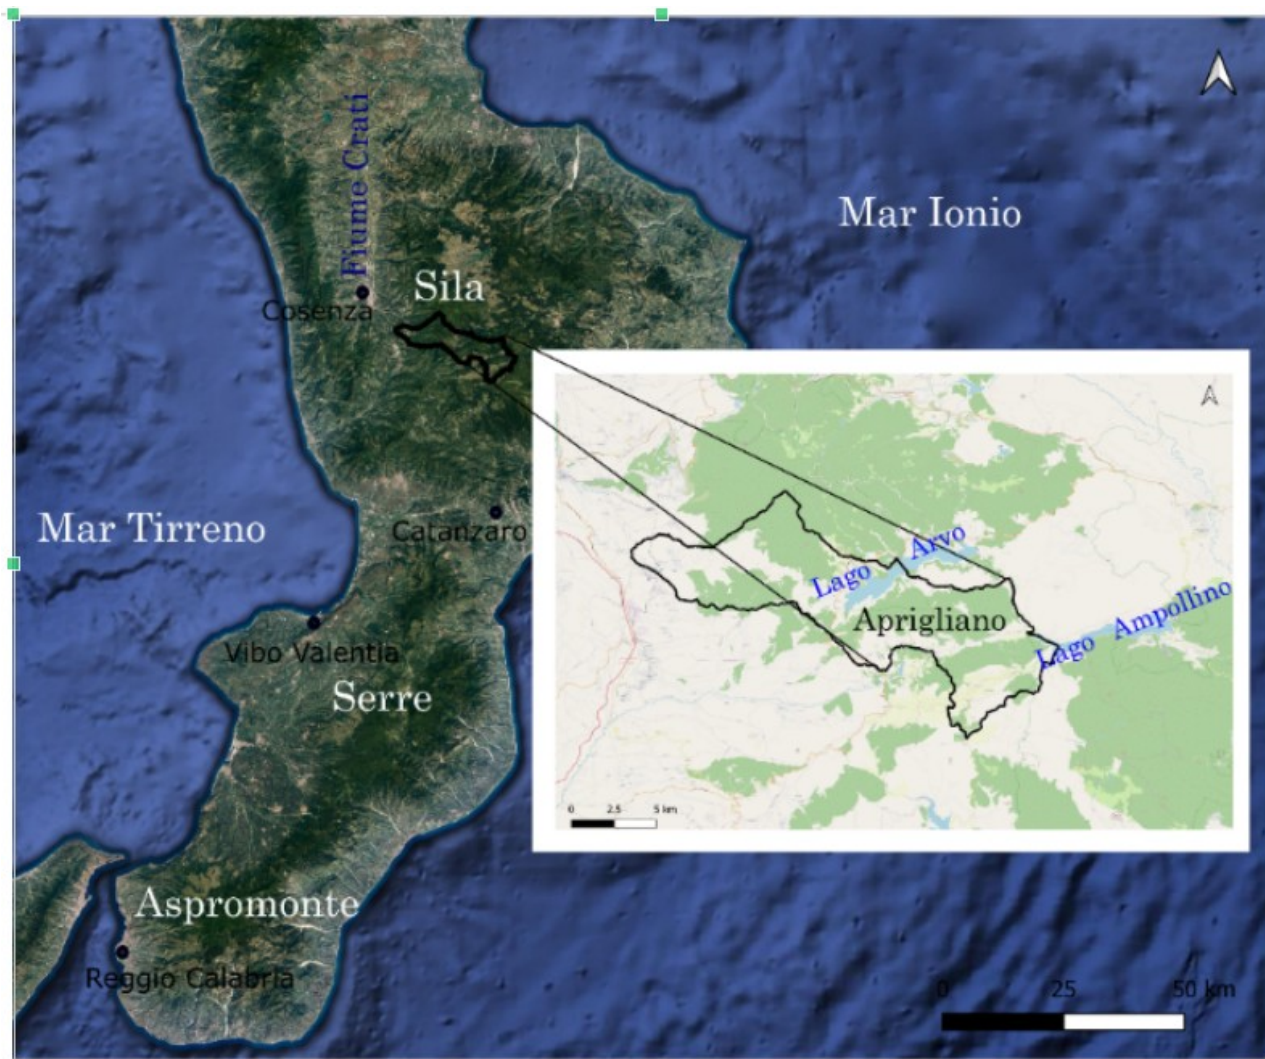 Fiume Crati
Mar Ionio
Sila
Cosenza
Mar Tirreno
Catanzaro
Lago Arvo
Aprigliano
Lago Ampollino
Vibo Valentia
Serre
0 2.5 5 km
Aspromonte
Reggio Calabria
0 25 50 km